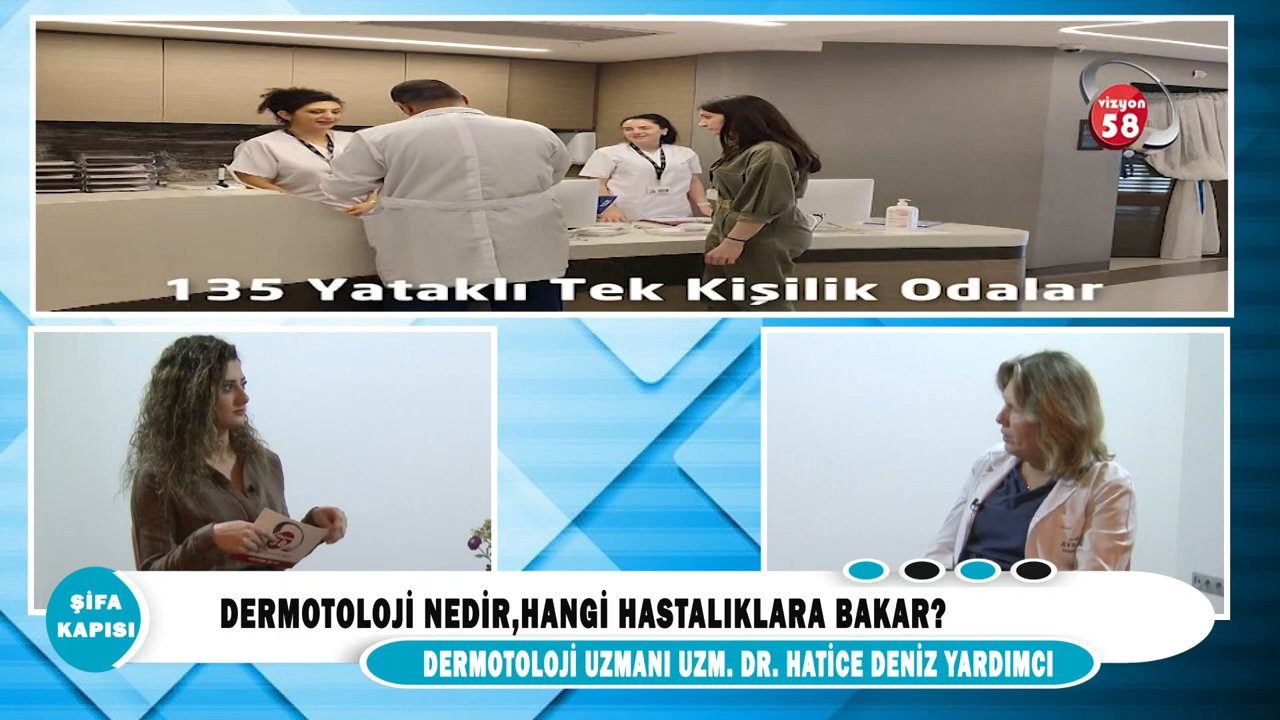 vizyon
58
135 Yataklı Tek Kişilik Odalar
ŞİFA
KAPISI
DERMOTOLOJİ NEDİR,HANGİ HASTALIKLARA BAKAR?
DERMOTOLOJİ UZMANI UZM. DR. HATİCE DENİZ YARDIMCI